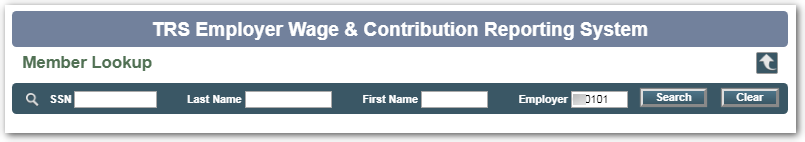 TRS Employer Wage & Contribution Reporting System
Member Lookup
SSN Last Name First Name Employer 0101 Search Clear